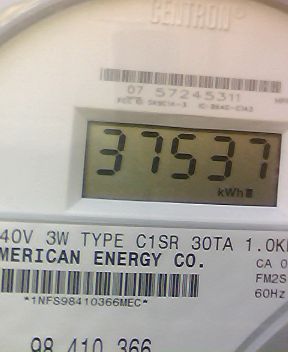 CENTRON®
07 57245311
37537
kWh
40V 3W TYPE C1SR 30TA 1.0K
MERICAN ENERGY CO.
CA 0
FM2S
60Hz
*1NFS98410366MEC*
98 410 366